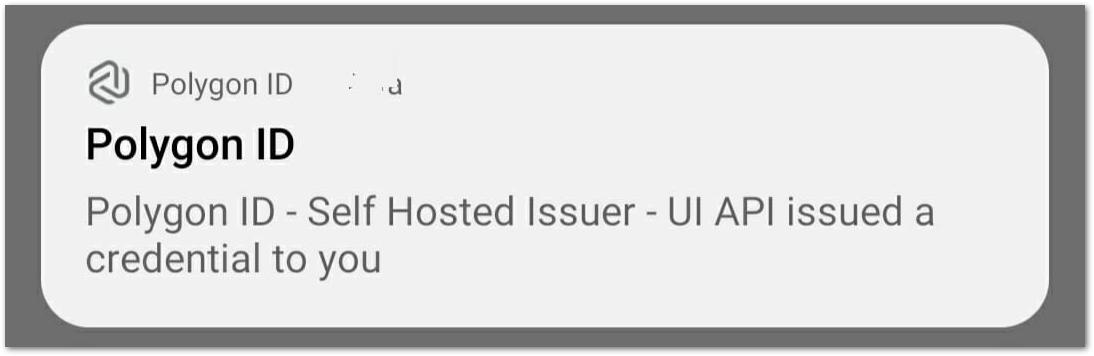 Polygon ID
Polygon ID
Polygon ID - Self Hosted Issuer - UI API issued a
credential to you